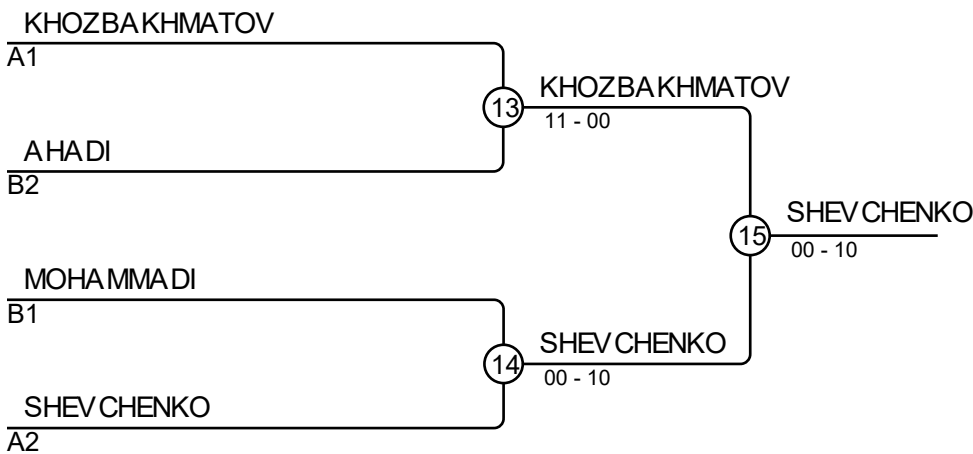 KHOZBAKHMATOV
A1
13
KHOZBAKHMATOV
11 - 00
AHADI
B2
15
SHEVCHENKO
00 - 10
MOHAMMADI
B1
14
SHEVCHENKO
00 - 10
SHEVCHENKO
A2